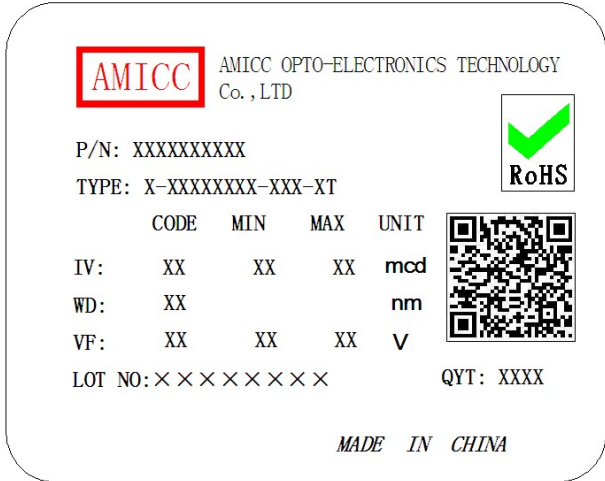 AMICC
AMICC OPTO-ELECTRONICS TECHNOLOGY
Co.,LTD
RoHS
P/N: XXXXXXXXXX
TYPE: X-XXXXXXXX-XXX-XT
CODE MIN MAX UNIT
IV: XX XX XX mcd
WD: XX nm
VF: XX XX XX V
LOT NO:×××××××× QYT: XXXX
MADE IN CHINA